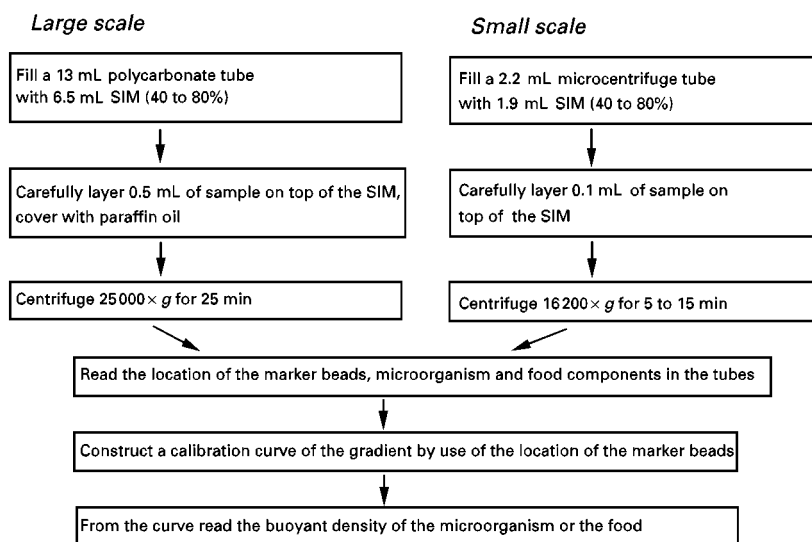 Large scale
Small scale
Fill a 13 mL polycarbonate tube
with 6.5 mL SIM (40 to 80%)
Fill a 2.2 mL microcentrifuge tube
with 1.9 mL SIM (40 to 80%)
Carefully layer 0.5 mL of sample on top of the SIM,
cover with paraffin oil
Carefully layer 0.1 mL of sample on
top of the SIM
Centrifuge 25 000 × g for 25 min
Centrifuge 16 200 × g for 5 to 15 min
Read the location of the marker beads, microorganism and food components in the tubes
Construct a calibration curve of the gradient by use of the location of the marker beads
From the curve read the buoyant density of the microorganism or the food